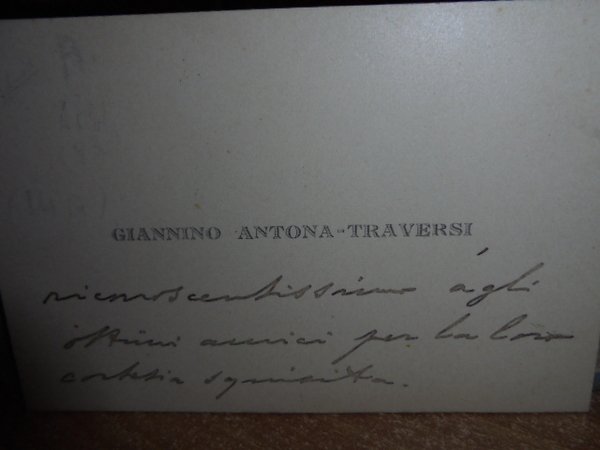 GIANNINO ANTONA-TRAVERSI
riconoscentissimo agli
ottimi amici per la loro
cortesia squisita.